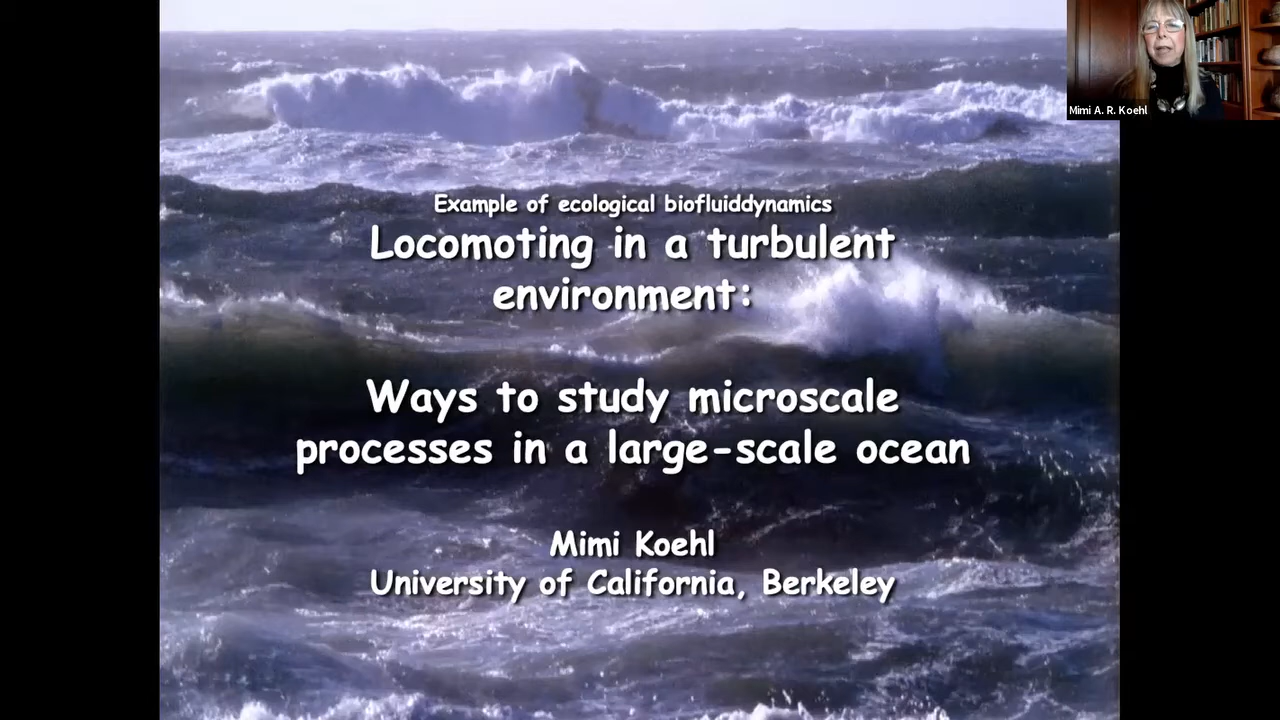 Mimi A. R. Koehl
Example of ecological biofluiddynamics
Locomoting in a turbulent
environment:
Ways to study microscale
processes in a large-scale ocean
Mimi Koehl
University of California, Berkeley